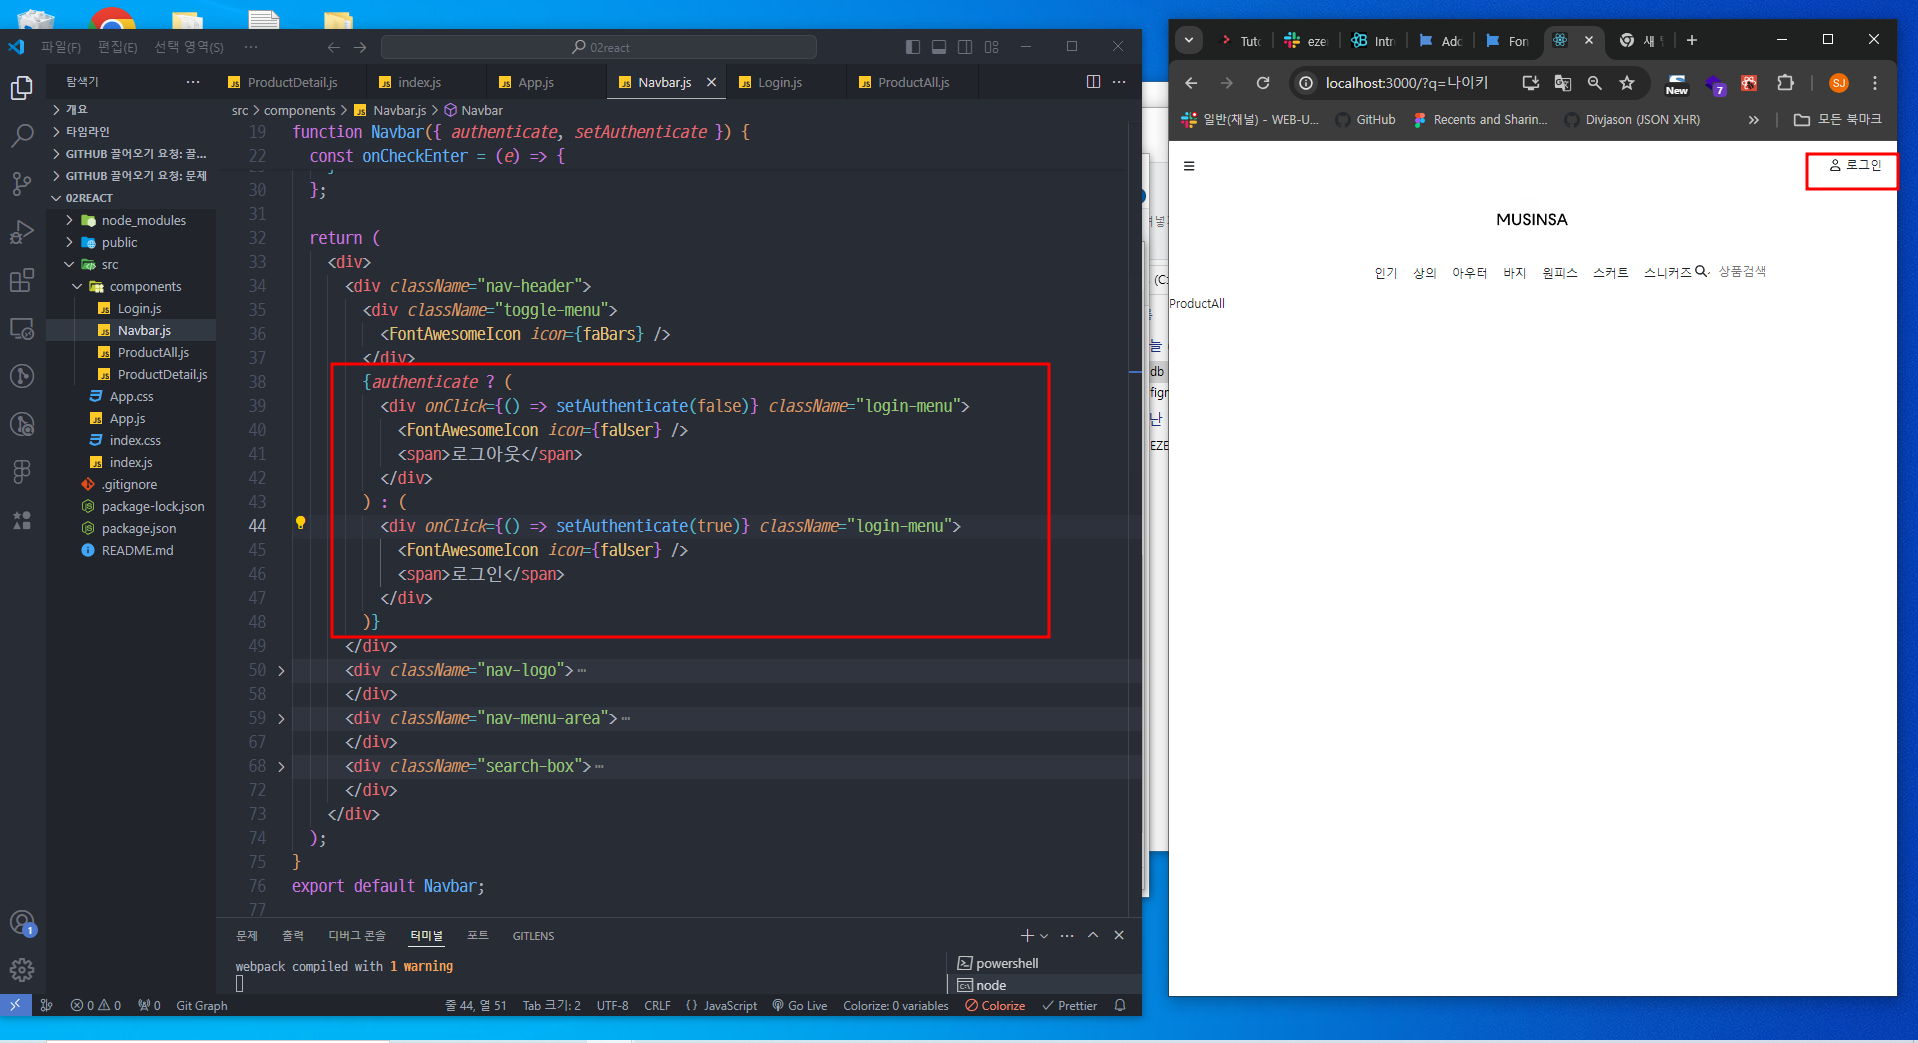 파일(F) 편집(E) 선택 영역(S) ··· 02react
탐색기 ···
개요
타임라인
GITHUB 끌어오기 요청: 끌...
GITHUB 끌어오기 요청: 문제
02REACT
node_modules
public
src
components
Login.js
Navbar.js
ProductAll.js
ProductDetail.js
App.css
App.js
index.css
index.js
.gitignore
package-lock.json
package.json
README.md
ProductDetail.js index.js App.js Navbar.js Login.js ProductAll.js
src > components > Navbar.js > Navbar
19 function Navbar({ authenticate, setAuthenticate }) {
22 const onCheckEnter = (e) => {
30 };
31
32 return (
33 <div>
34 <div className="nav-header">
35 <div className="toggle-menu">
36 <FontAwesomeIcon icon={faBars} />
37 </div>
38 {authenticate ? (
39 <div onClick={() => setAuthenticate(false)} className="login-menu">
40 <FontAwesomeIcon icon={faUser} />
41 <span>로그아웃</span>
42 </div>
43 ) : (
44 <div onClick={() => setAuthenticate(true)} className="login-menu">
45 <FontAwesomeIcon icon={faUser} />
46 <span>로그인</span>
47 </div>
48 )}
49 </div>
50 <div className="nav-logo">···
58 </div>
59 <div className="nav-menu-area">···
67 </div>
68 <div className="search-box">···
72 </div>
73 </div>
74 );
75 }
76 export default Navbar;
77
문제 출력 디버그 콘솔 터미널 포트 GITLENS
webpack compiled with 1 warning
powershell
node
1
0 0 0 Git Graph 줄 44, 열 51 Tab 크기: 2 UTF-8 CRLF {} JavaScript Go Live Colorize: 0 variables Colorize Prettier
(C:
늘
db
figr
난
EZE
Tuto eze Intr Add For 새
localhost:3000/?q=나이키 New 7 SJ
일반(채널) - WEB-U... GitHub Recents and Sharin... Divjason (JSON XHR) » 모든 북마크
로그인
MUSINSA
인기 상의 아우터 바지 원피스 스커트 스니커즈 상품검색
ProductAll